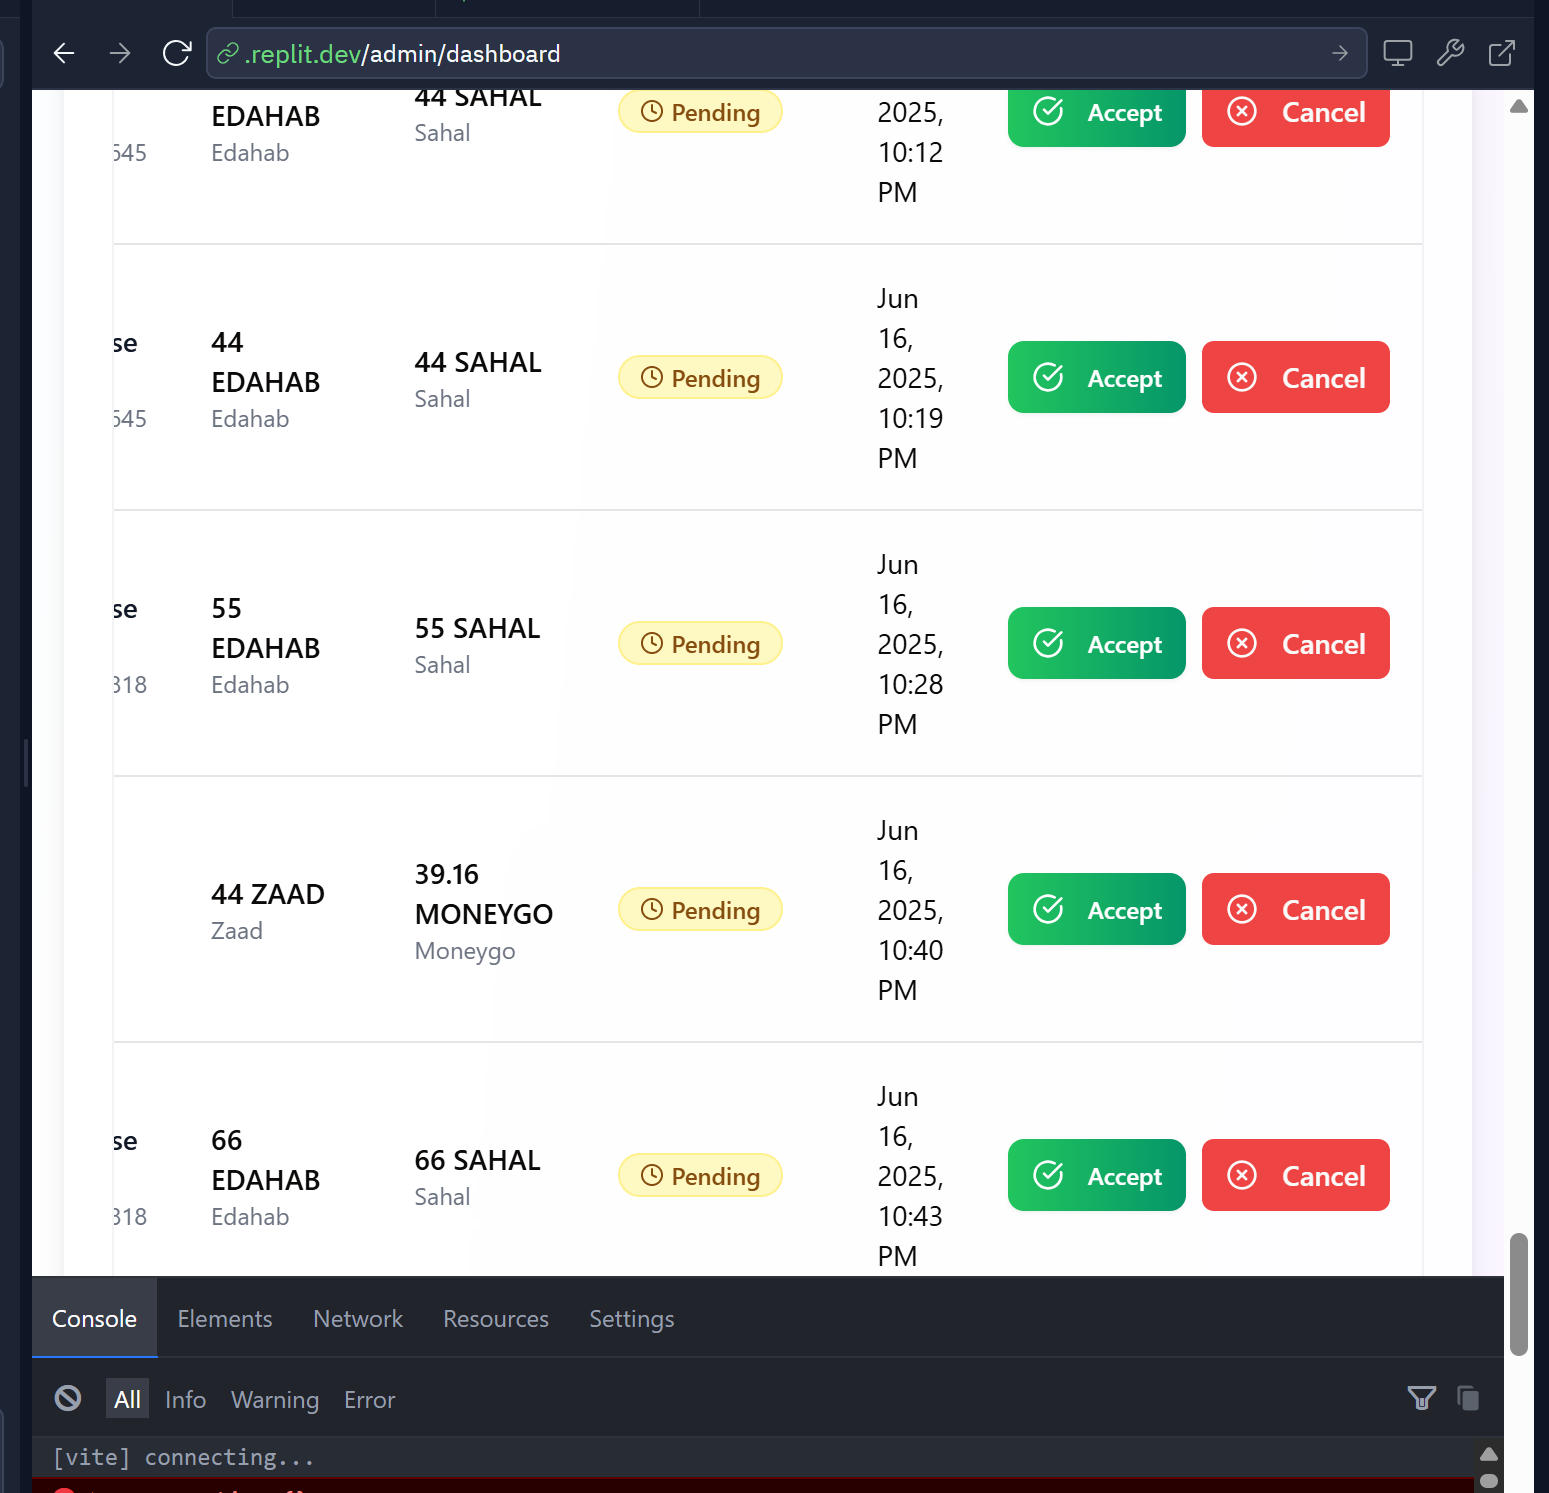 .replit.dev/admin/dashboard
EDAHAB
Edahab
645
44 SAHAL
Sahal
Pending
2025,
10:12
PM
Accept
Cancel
se
645
44
EDAHAB
Edahab
44 SAHAL
Sahal
Pending
Jun
16,
2025,
10:19
PM
Accept
Cancel
se
318
55
EDAHAB
Edahab
55 SAHAL
Sahal
Pending
Jun
16,
2025,
10:28
PM
Accept
Cancel
44 ZAAD
Zaad
39.16
MONEYGO
Moneygo
Pending
Jun
16,
2025,
10:40
PM
Accept
Cancel
se
318
66
EDAHAB
Edahab
66 SAHAL
Sahal
Pending
Jun
16,
2025,
10:43
PM
Accept
Cancel
Console Elements Network Resources Settings
All Info Warning Error
[vite] connecting...